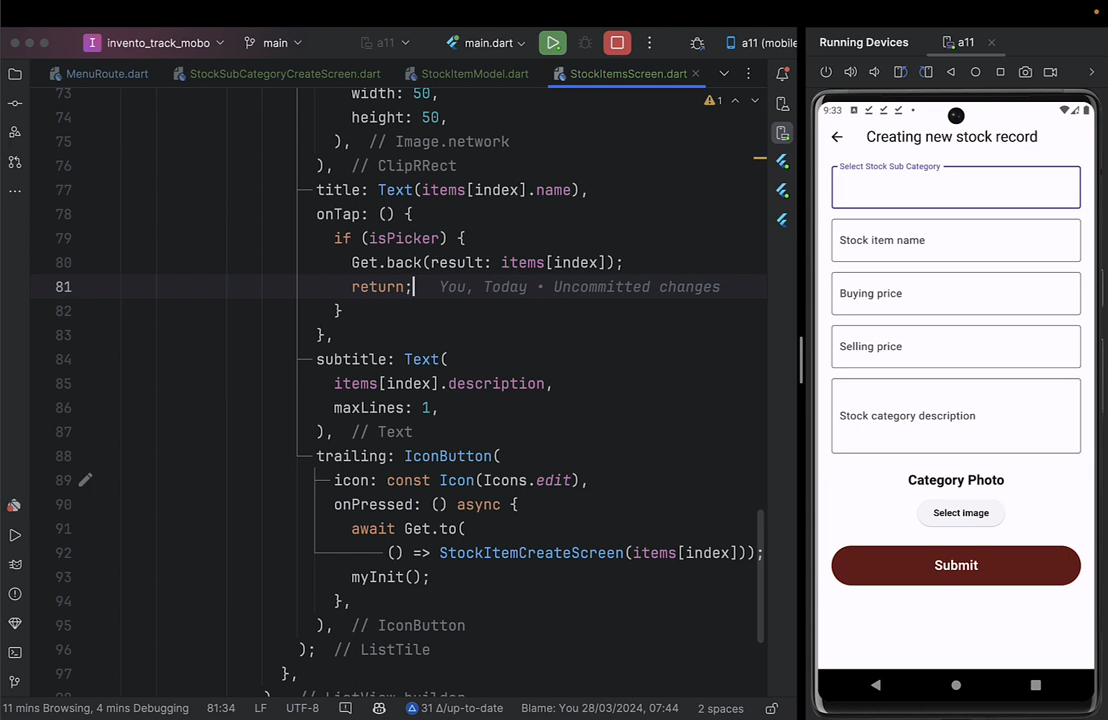 I invento_track_mobo main a11 main.dart a11 (mobile
Running Devices a11
MenuRoute.dart StockSubCategoryCreateScreen.dart StockItemModel.dart StockItemsScreen.dart
73 width: 50,
74 height: 50,
75 ), // Image.network
76 ), // ClipRRect
77 title: Text(items[index].name),
78 onTap: () {
79 if (isPicker) {
80 Get.back(result: items[index]);
81 return; You, Today • Uncommitted changes
82 }
83 },
84 subtitle: Text(
85 items[index].description,
86 maxLines: 1,
87 ), // Text
88 trailing: IconButton(
89 icon: const Icon(Icons.edit),
90 onPressed: () async {
91 await Get.to(
92 () => StockItemCreateScreen(items[index]));
93 myInit();
94 },
95 ), // IconButton
96 ); // ListTile
97 },
98 ), // ListView.builder
1
9:33
Creating new stock record
Select Stock Sub Category
Stock item name
Buying price
Selling price
Stock category description
Category Photo
Select image
Submit
11 mins Browsing, 4 mins Debugging 81:34 LF UTF-8 31 Δ/up-to-date Blame: You 28/03/2024, 07:44 2 spaces